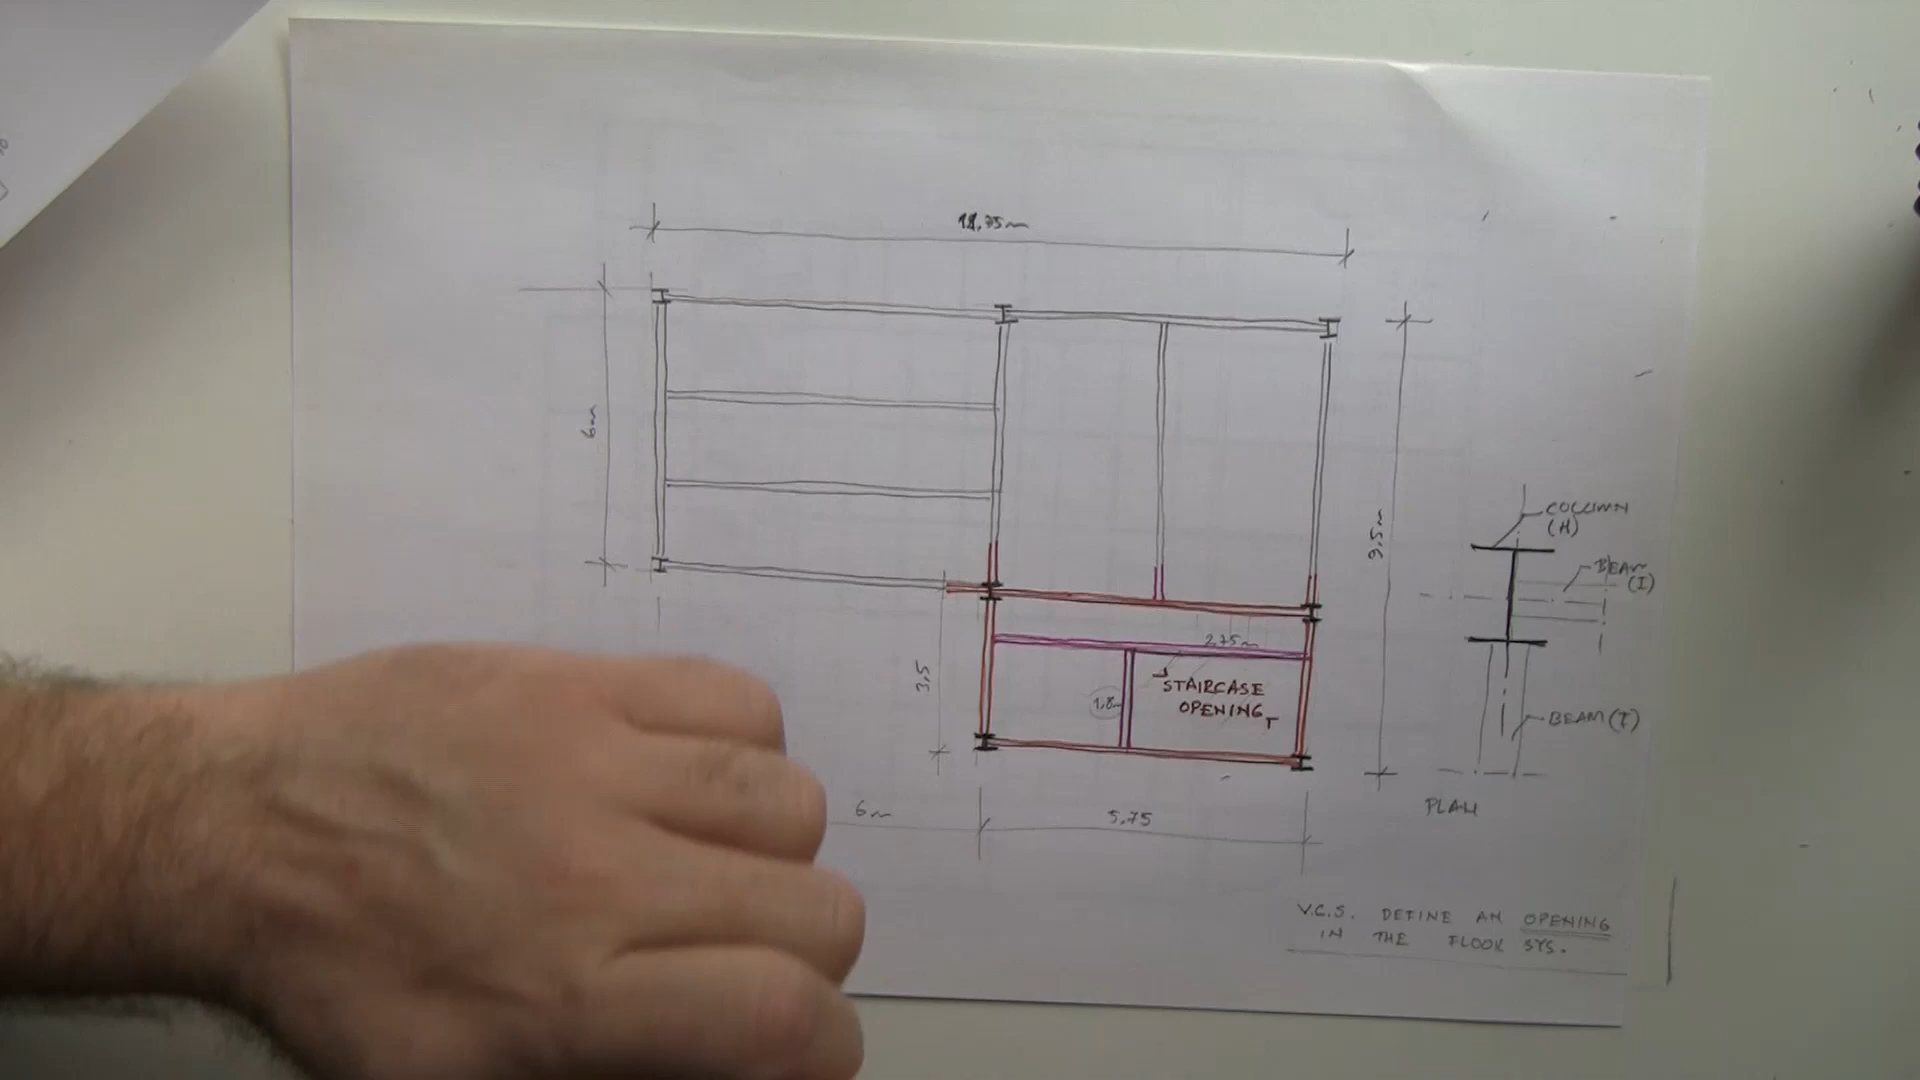 11,75m
6m
9,5m
3,5
2,75m
1,8m
STAIRCASE
OPENING
6m
5,75
COLUMN
(H)
BEAM
(I)
BEAM (I)
PLAN
V.C.S. DEFINE AN OPENING
IN THE FLOOR SYS.